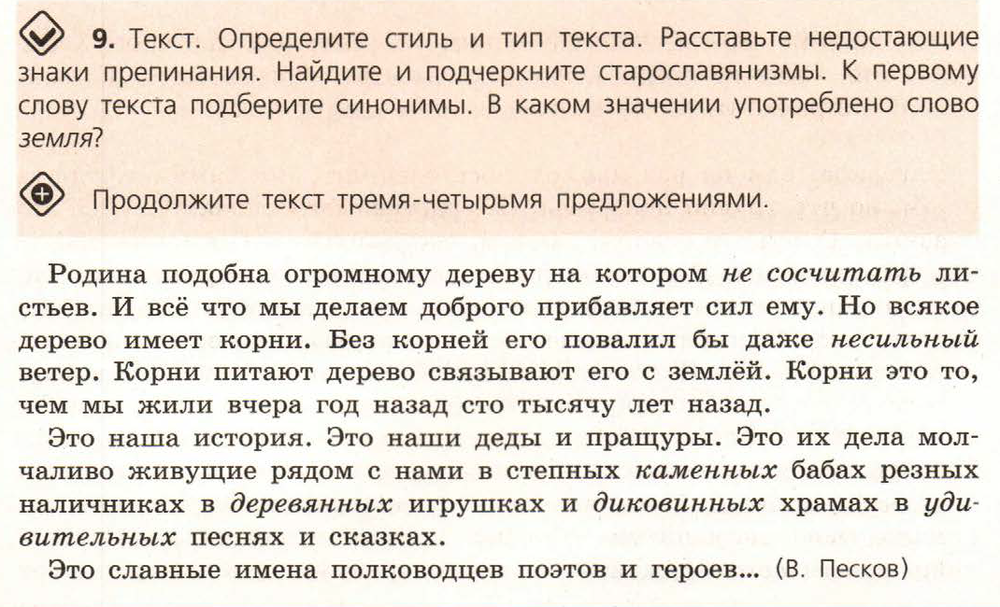 9. Текст. Определите стиль и тип текста. Расставьте недостающие
знаки препинания. Найдите и подчеркните старославянизмы. К первому
слову текста подберите синонимы. В каком значении употреблено слово
земля?
Продолжите текст тремя-четырьмя предложениями.
Родина подобна огромному дереву на котором не сосчитать ли-
стьев. И всё что мы делаем доброго прибавляет сил ему. Но всякое
дерево имеет корни. Без корней его повалил бы даже несильный
ветер. Корни питают дерево связывают его с землёй. Корни это то,
чем мы жили вчера год назад сто тысячу лет назад.
Это наша история. Это наши деды и пращуры. Это их дела мол-
чаливо живущие рядом с нами в степных каменных бабах резных
наличниках в деревянных игрушках и диковинных храмах в уди-
вительных песнях и сказках.
Это славные имена полководцев поэтов и героев... (В. Песков)